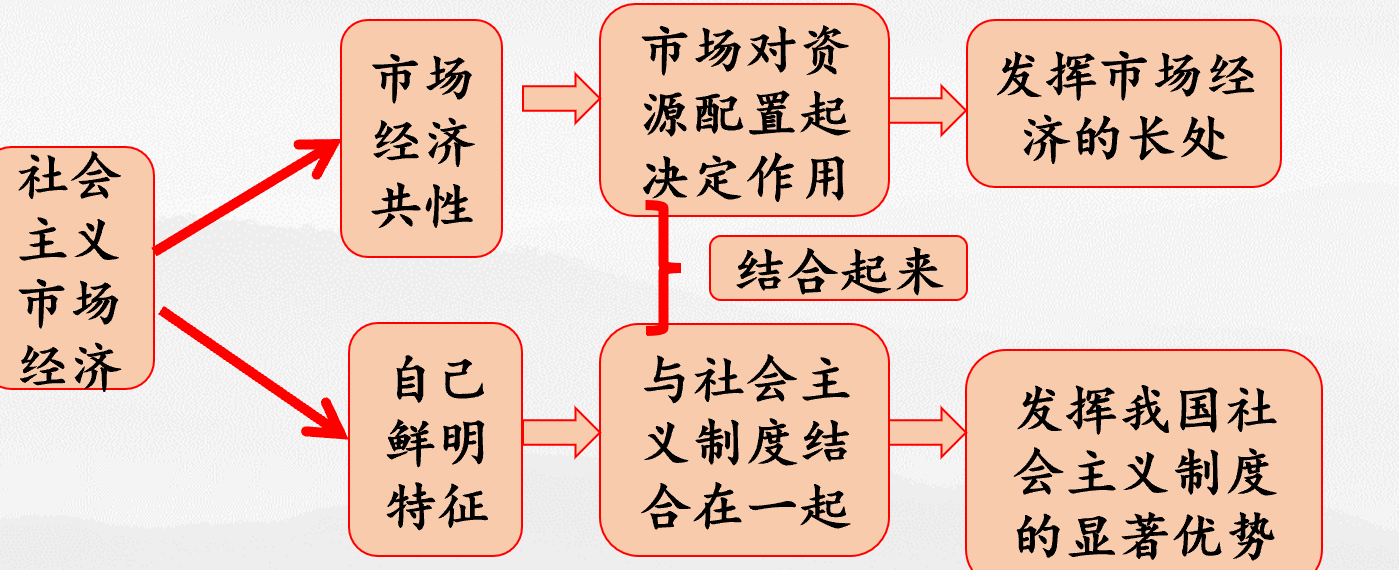 社会
主义
市场
经济
市场
经济
共性
市场对资
源配置起
决定作用
发挥市场经
济的长处
结合起来
自己
鲜明
特征
与社会主
义制度结
合在一起
发挥我国社
会主义制度
的显著优势